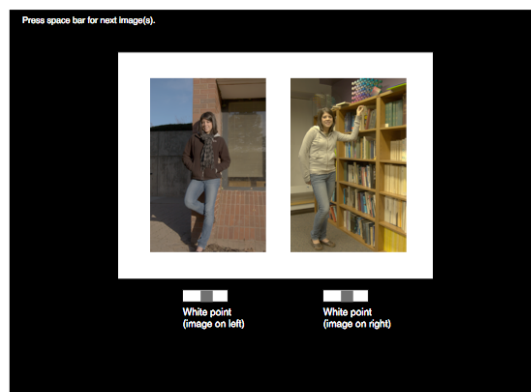 Press space bar for next image(s).
White point
(image on left)
White point
(image on right)